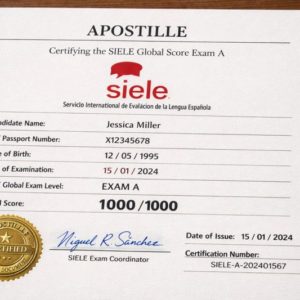 APOSTILLE
Certifying the SIELE Global Score Exam A
siele
Servicio International de Evalacion de la Lengua Española
andidate Name: Jessica Miller
Passport Number: X12345678
e of Birth: 12 / 05 / 1995
of Examination: 15 / 01 / 2024
Global Exam Level: EXAM A
Score: 1000 / 1000
Miguel R. Sánchez
SIELE Exam Coordinator
Date of Issue: 15 / 01 / 2024
Certification Number:
SIELE-A-202401567